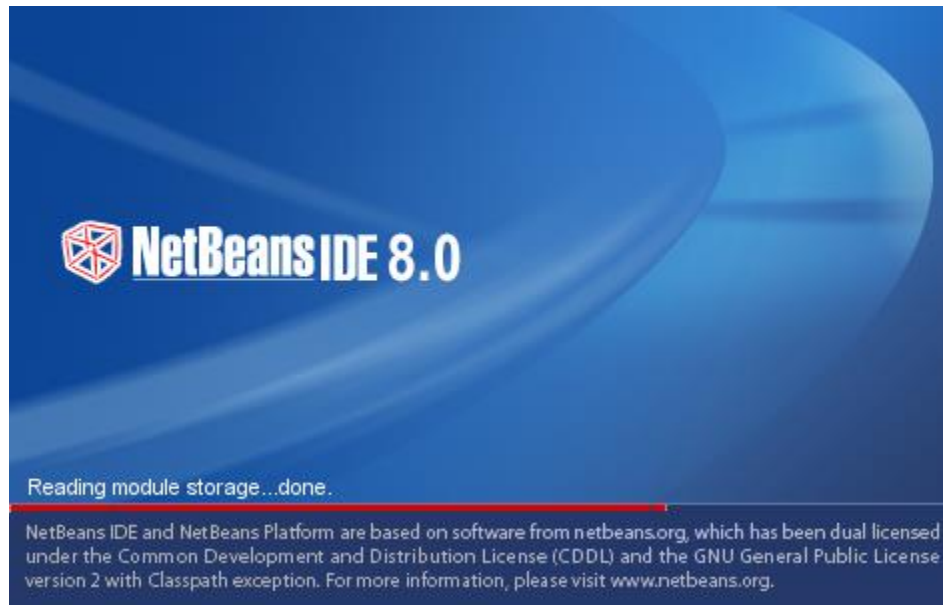 NetBeans IDE 8.0
Reading module storage...done.
NetBeans IDE and NetBeans Platform are based on software from netbeans.org, which has been dual licensed
under the Common Development and Distribution License (CDDL) and the GNU General Public License
version 2 with Classpath exception. For more information, please visit www.netbeans.org.